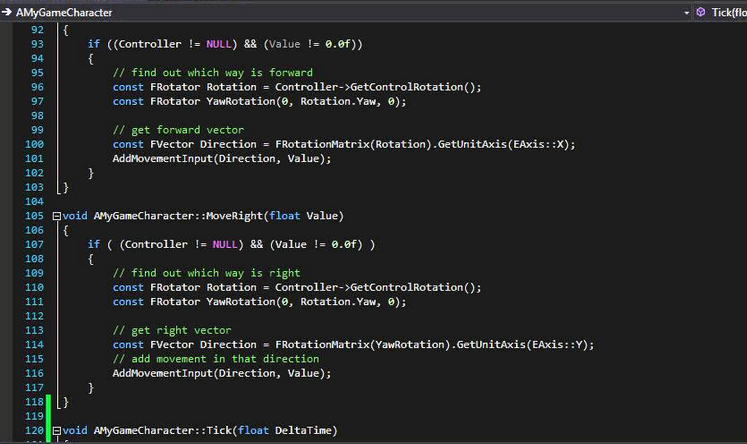 AMyGameCharacter Tick(flo
92 {
93 if ((Controller != NULL) && (Value != 0.0f))
94 {
95 // find out which way is forward
96 const FRotator Rotation = Controller->GetControlRotation();
97 const FRotator YawRotation(0, Rotation.Yaw, 0);
98
99 // get forward vector
100 const FVector Direction = FRotationMatrix(Rotation).GetUnitAxis(EAxis::X);
101 AddMovementInput(Direction, Value);
102 }
103 }
104
105 void AMyGameCharacter::MoveRight(float Value)
106 {
107 if ( (Controller != NULL) && (Value != 0.0f) )
108 {
109 // find out which way is right
110 const FRotator Rotation = Controller->GetControlRotation();
111 const FRotator YawRotation(0, Rotation.Yaw, 0);
112
113 // get right vector
114 const FVector Direction = FRotationMatrix(YawRotation).GetUnitAxis(EAxis::Y);
115 // add movement in that direction
116 AddMovementInput(Direction, Value);
117 }
118 }
119
120 void AMyGameCharacter::Tick(float DeltaTime)